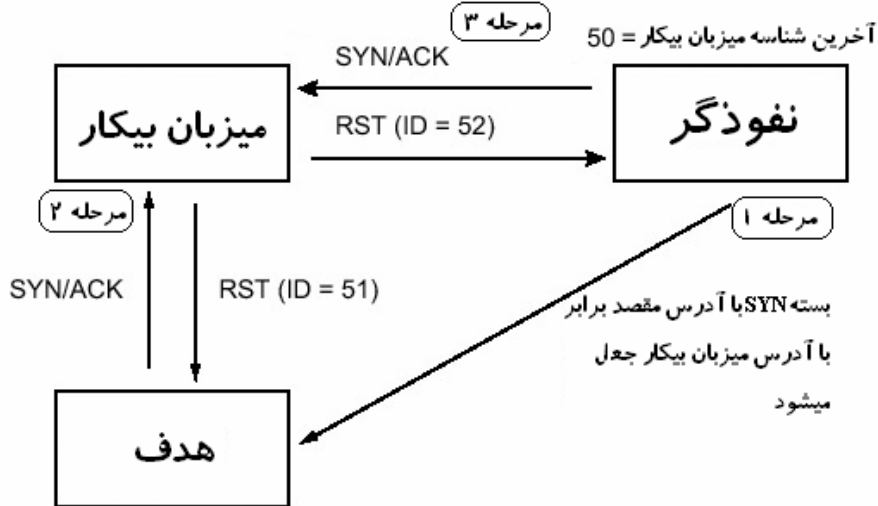 مرحله ۳
آخرین شناسه میزبان بیکار = 50
SYN/ACK
میزبان بیکار
نفوذگر
RST (ID = 52)
مرحله ۲
مرحله ۱
SYN/ACK
RST (ID = 51)
بسته SYN با آدرس مقصد برابر
با آدرس میزبان بیکار جعل
میشود
هدف